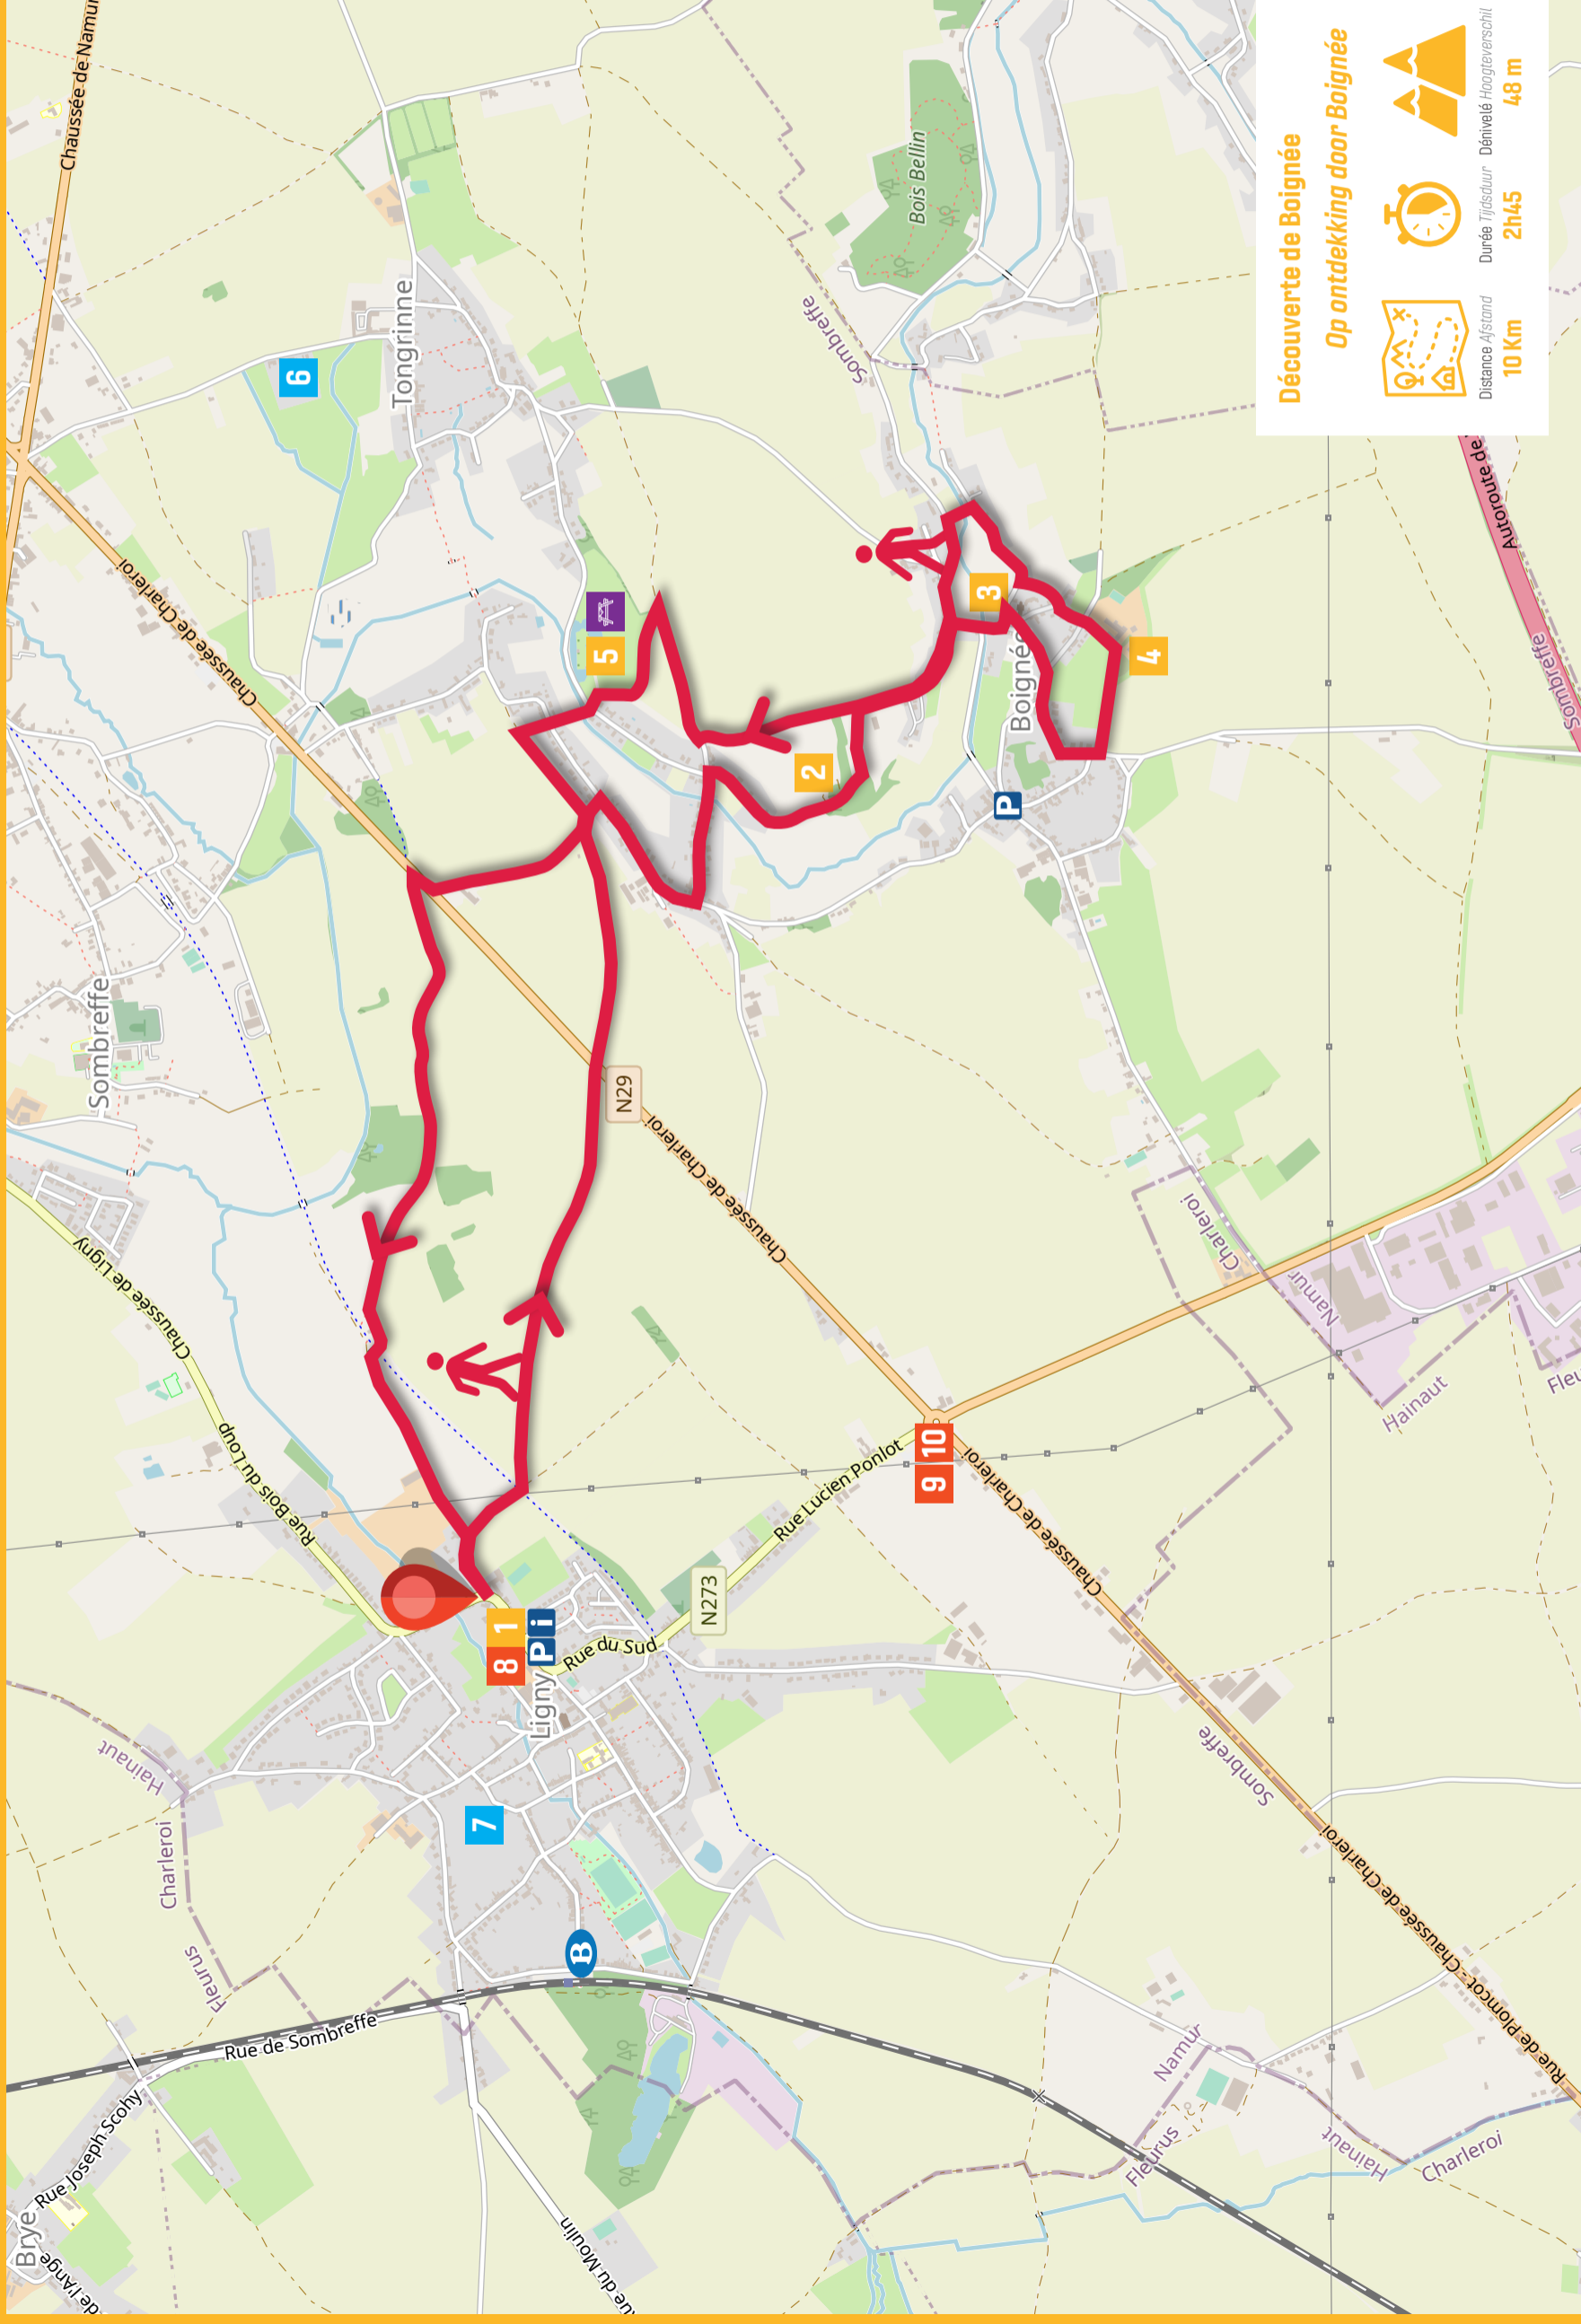 Découverte de Boignée
Op ontdekking door Boignée
Distance Afstand
10 Km
Durée Tijdsduur
2h45
Dénivelé Hoogteverschil
48 m
Brye
Rue Joseph Scohy
Rue de Sombreffe
Rue du Moulin
Fleurus
Charleroi
Hainaut
7
B
Ligny
8
1
P
i
Rue du Sud
N273
Rue Lucien Ponlot
Rue Bois du Loup
Chaussée de Ligny
Sombreffe
Chaussée de Charleroi
Chaussée de Namur
6
Tongrinne
5
2
3
4
Boignée
P
Bois Bellin
Sombreffe
N29
Chaussée de Charleroi
Chaussée de Charleroi
9
10
Charleroi
Namur
Hainaut
Fleu
Autoroute de
Sombreffe
Sombreffe
Rue de Plomcot - Chaussée de Charleroi
Namur
Fleurus
Hainaut
Charleroi